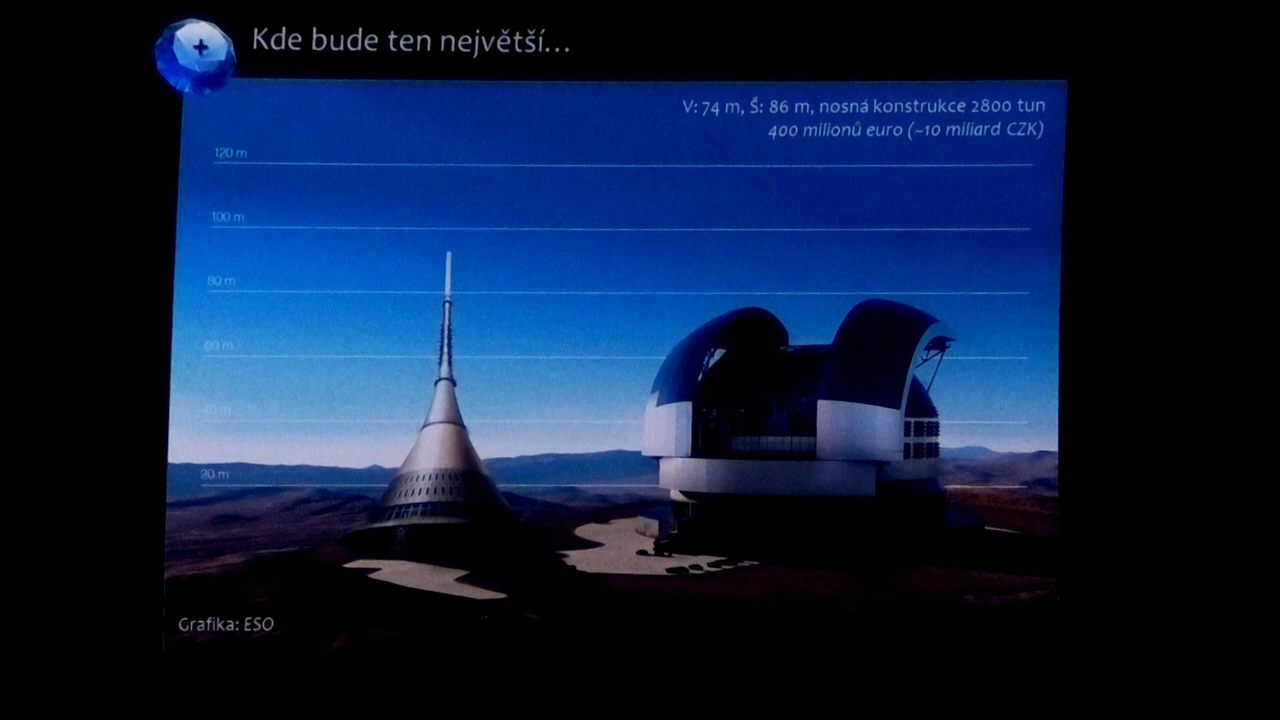 Kde bude ten největší...
V: 74 m, Š: 86 m, nosná konstrukce 2800 tun
400 milionů euro (~10 miliard CZK)
120 m
100 m
80 m
60 m
40 m
20 m
Grafika: ESO